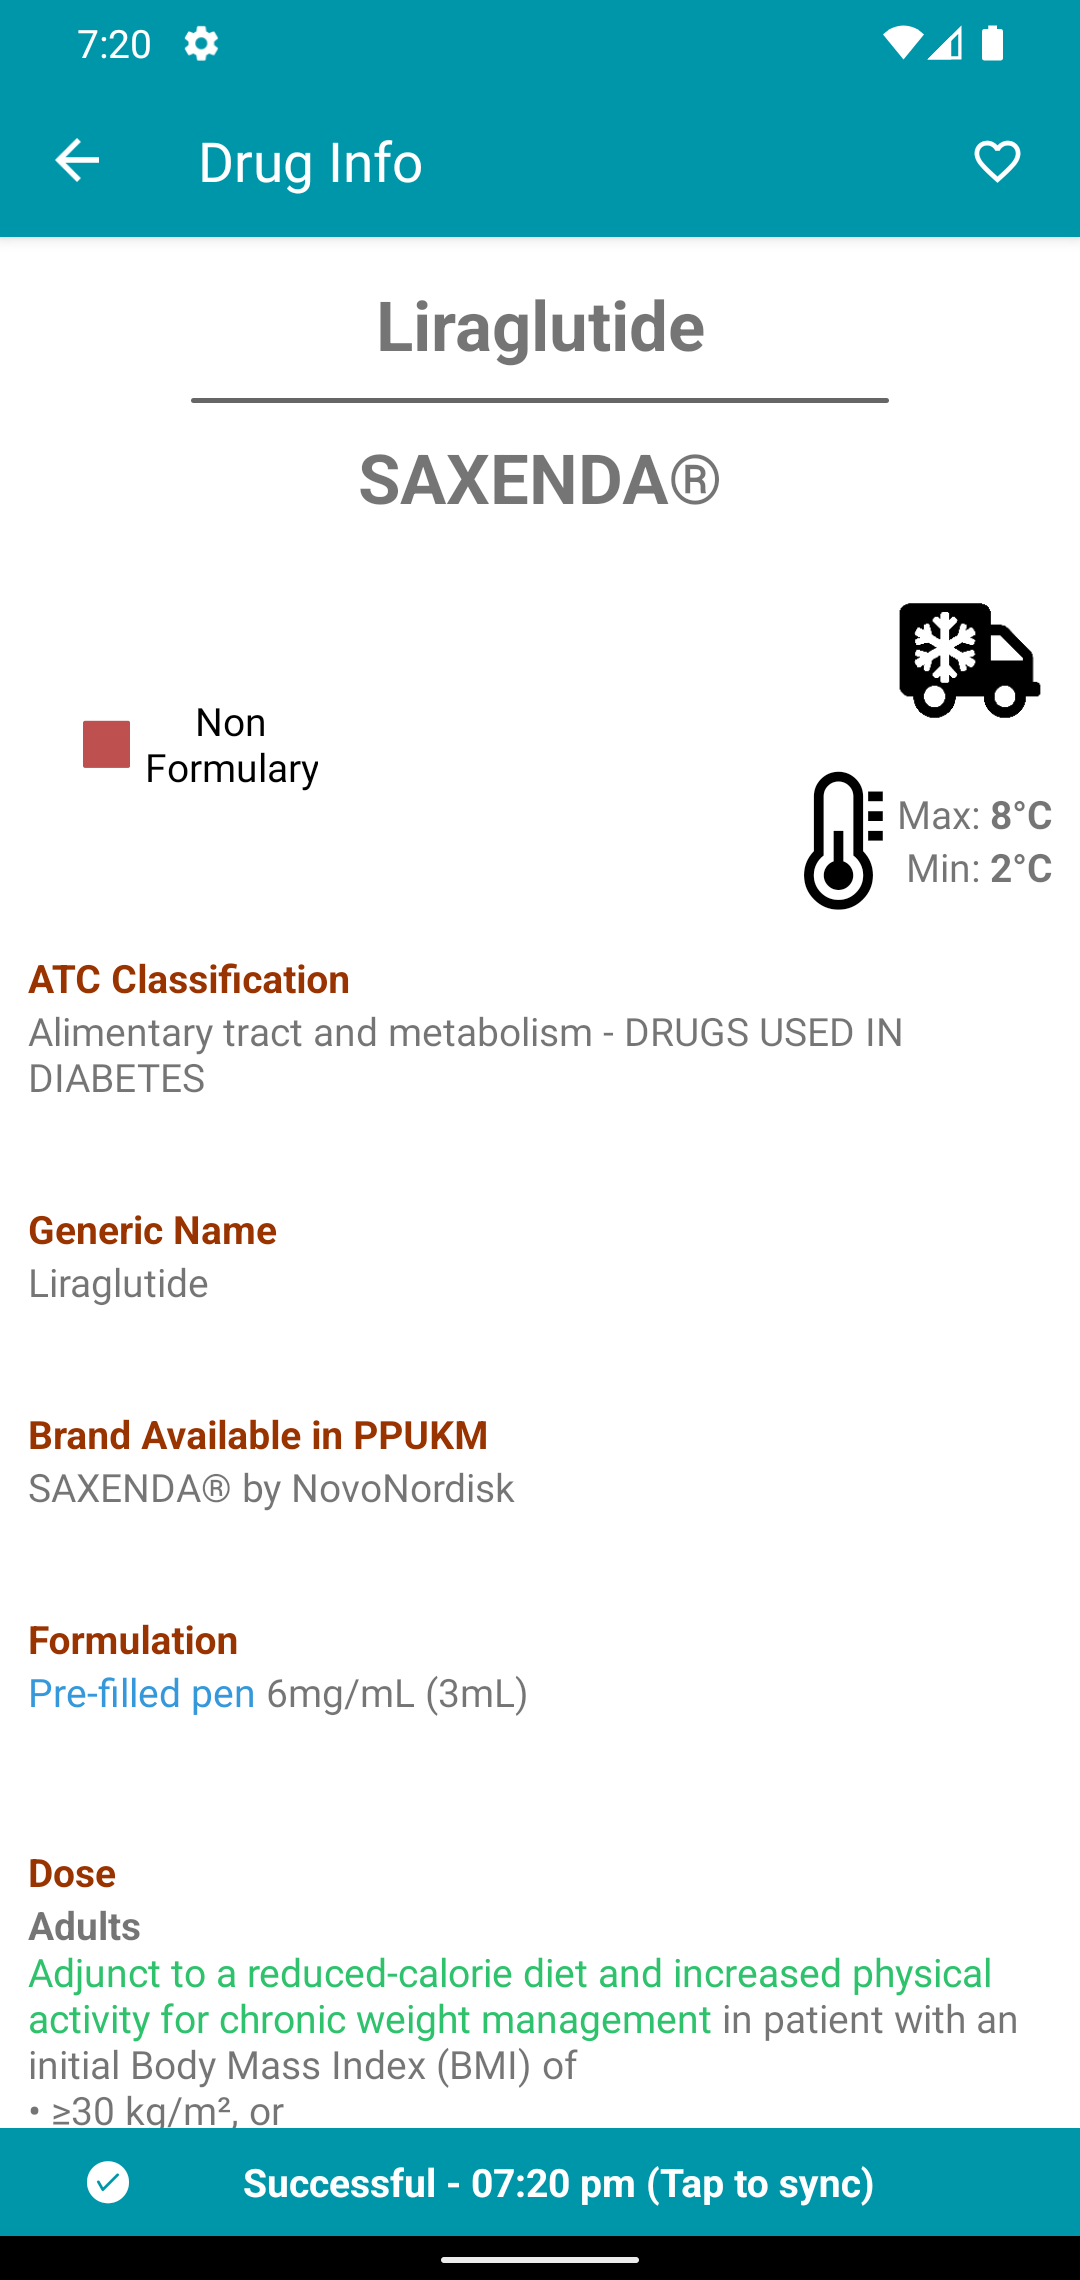 7:20
Drug Info
Liraglutide
SAXENDA®
Non
Formulary
Max: 8°C
Min: 2°C
ATC Classification
Alimentary tract and metabolism - DRUGS USED IN
DIABETES
Generic Name
Liraglutide
Brand Available in PPUKM
SAXENDA® by NovoNordisk
Formulation
Pre-filled pen 6mg/mL (3mL)
Dose
Adults
Adjunct to a reduced-calorie diet and increased physical
activity for chronic weight management in patient with an
initial Body Mass Index (BMI) of
• ≥30 kg/m², or
Successful - 07:20 pm (Tap to sync)